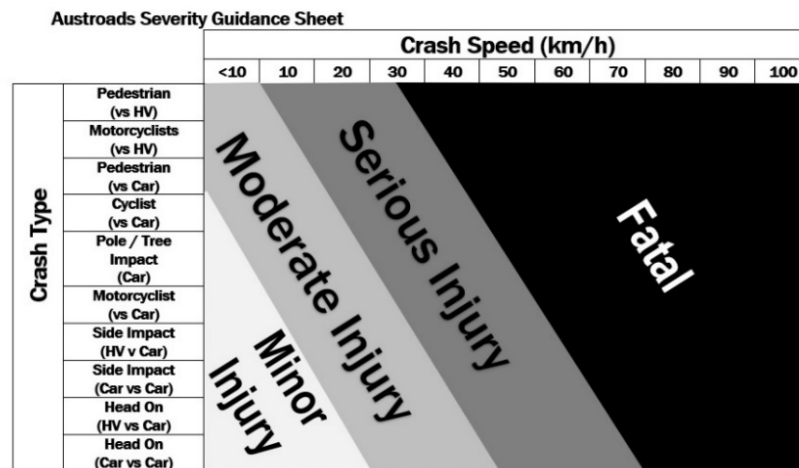 Austroads Severity Guidance Sheet
Crash Speed (km/h)
<10 10 20 30 40 50 60 70 80 90 100
Crash Type
Pedestrian
(vs HV)
Motorcyclists
(vs HV)
Pedestrian
(vs Car)
Cyclist
(vs Car)
Pole / Tree
Impact
(Car)
Motorcyclist
(vs Car)
Side Impact
(HV v Car)
Side Impact
(Car vs Car)
Head On
(HV vs Car)
Head On
(Car vs Car)
Minor
Injury
Moderate Injury
Serious Injury
Fatal